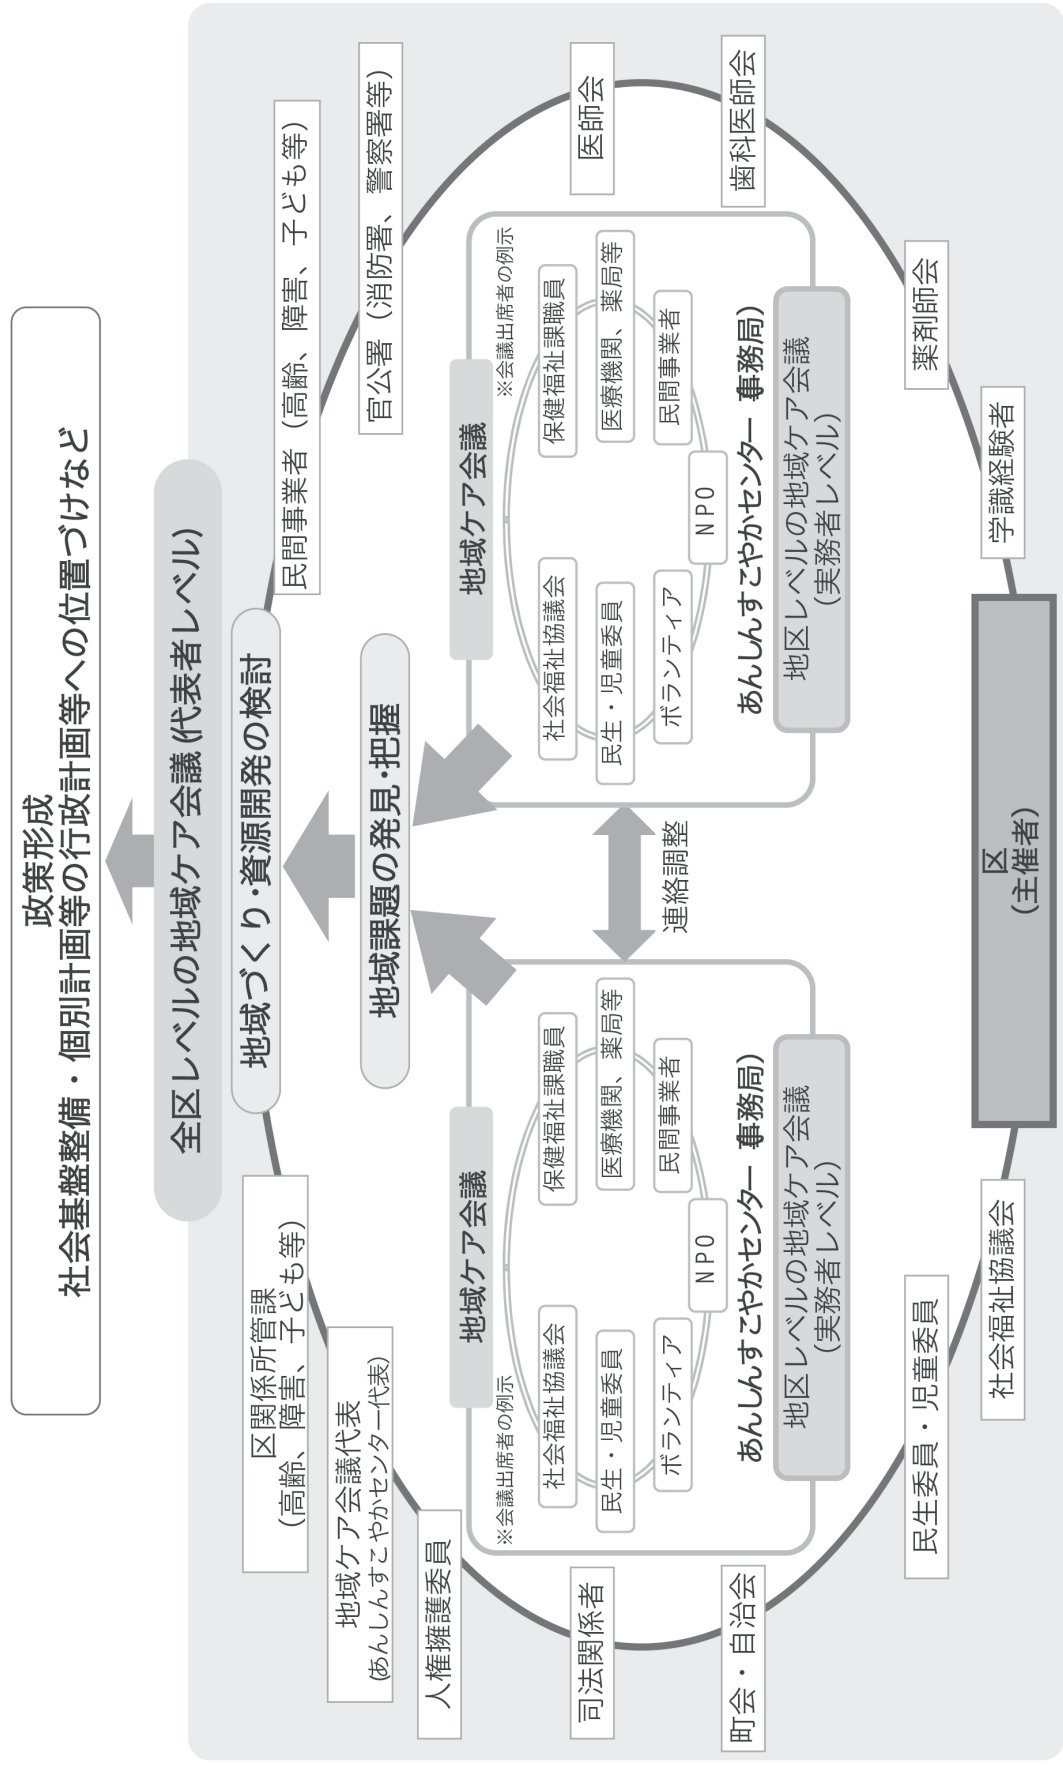 政策形成
社会基盤整備・個別計画等の行政計画等への位置づけなど
全区レベルの地域ケア会議(代表者レベル)
地域づくり・資源開発の検討
地域課題の発見・把握
区関係所管課
(高齢、障害、子ども等)
地域ケア会議代表
(あんしんすこやかセンター代表)
人権擁護委員
司法関係者
町会・自治会
民生委員・児童委員
社会福祉協議会
民間事業者(高齢、障害、子ども等)
官公署(消防署、警察署等)
医師会
歯科医師会
薬剤師会
学識経験者
地域ケア会議
※会議出席者の例示
社会福祉協議会
保健福祉課職員
民生・児童委員
医療機関、薬局等
ボランティア
民間事業者
NPO
あんしんすこやかセンター(事務局)
地区レベルの地域ケア会議
(実務者レベル)
連絡調整
地域ケア会議
※会議出席者の例示
社会福祉協議会
保健福祉課職員
民生・児童委員
医療機関、薬局等
ボランティア
民間事業者
NPO
あんしんすこやかセンター(事務局)
地区レベルの地域ケア会議
(実務者レベル)
区
(主催者)